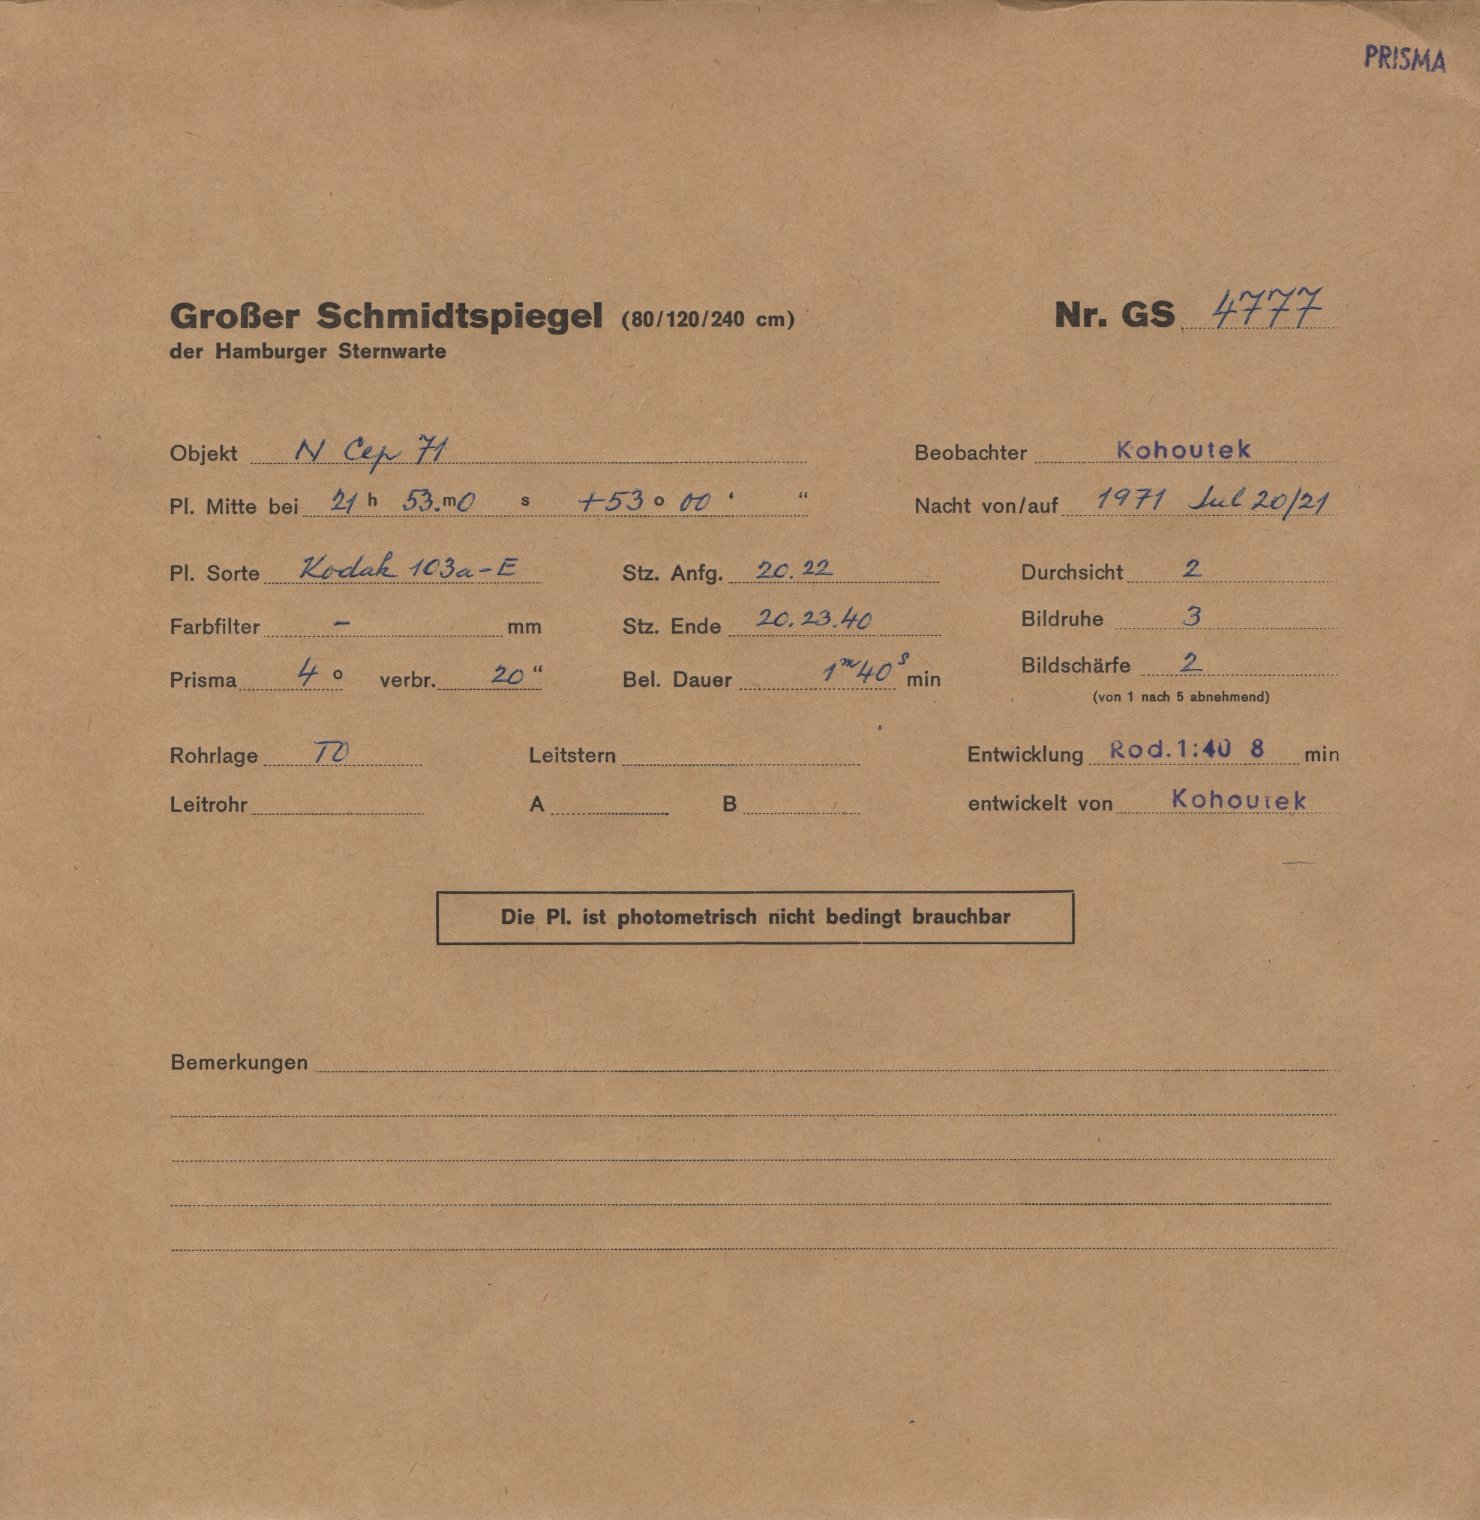 PRISMA
Großer Schmidtspiegel (80/120/240 cm) Nr. GS 4777
der Hamburger Sternwarte
Objekt N Cep 71 Beobachter Kohoutek
Pl. Mitte bei 21 h 53.m0 s +53 o 00 ‘ “ Nacht von/auf 1971 Jul 20/21
Pl. Sorte Kodak 103a-E Stz. Anfg. 20.22 Durchsicht 2
Farbfilter - mm Stz. Ende 20.23.40 Bildruhe 3
Prisma 4 o verbr. 20 “ Bel. Dauer 1m40s min Bildschärfe 2
(von 1 nach 5 abnehmend)
Rohrlage TO Leitstern Entwicklung Rod.1:40 8 min
Leitrohr A B entwickelt von Kohoutek
Die Pl. ist photometrisch nicht bedingt brauchbar
Bemerkungen